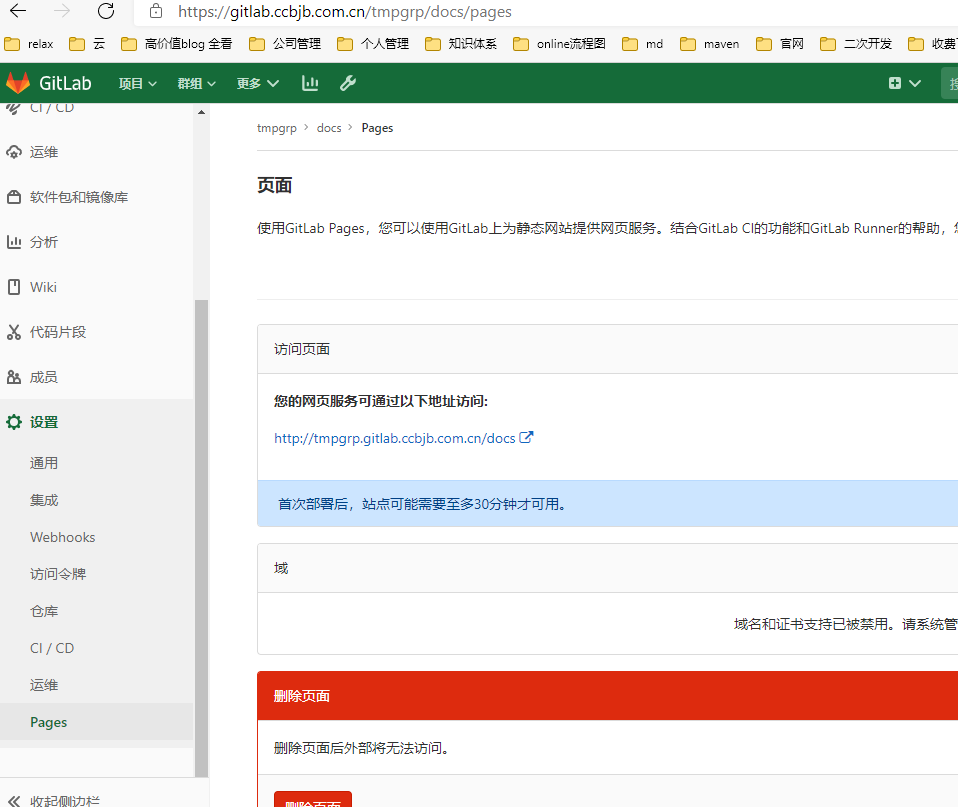 https://gitlab.ccbjb.com.cn/tmpgrp/docs/pages
relax 云 高价值blog 全看 公司管理 个人管理 知识体系 online流程图 md maven 官网 二次开发 收费
GitLab 项目 群组 更多
CI / CD
tmpgrp > docs > Pages
运维
页面
软件包和镜像库
使用GitLab Pages，您可以使用GitLab上为静态网站提供网页服务。结合GitLab CI的功能和GitLab Runner的帮助，
分析
Wiki
代码片段
成员
设置
通用
集成
Webhooks
访问令牌
仓库
CI / CD
运维
Pages
收起侧边栏
访问页面
您的网页服务可通过以下地址访问:
http://tmpgrp.gitlab.ccbjb.com.cn/docs
首次部署后，站点可能需要至多30分钟才可用。
域
域名和证书支持已被禁用。请系统管
删除页面
删除页面后外部将无法访问。
删除页面